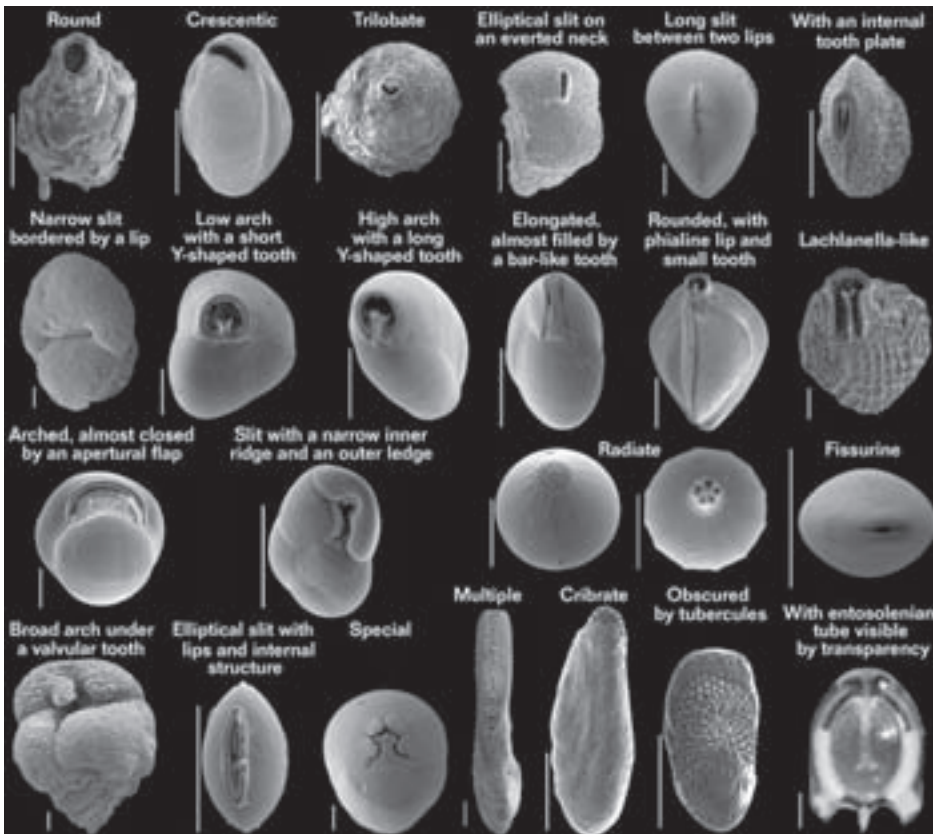 Round
Crescentic
Trilobate
Elliptical slit on
an everted neck
Long slit
between two lips
With an internal
tooth plate
Narrow slit
bordered by a lip
Low arch
with a short
Y-shaped tooth
High arch
with a long
Y-shaped tooth
Elongated,
almost filled by
a bar-like tooth
Rounded, with
phialine lip and
small tooth
Lachlanella-like
Arched, almost closed
by an apertural flap
Slit with a narrow inner
ridge and an outer ledge
Radiate
Fissurine
Broad arch under
a valvular tooth
Elliptical slit with
lips and internal
structure
Special
Multiple
Cribrate
Obscured
by tubercules
With entosolenian
tube visible
by transparency